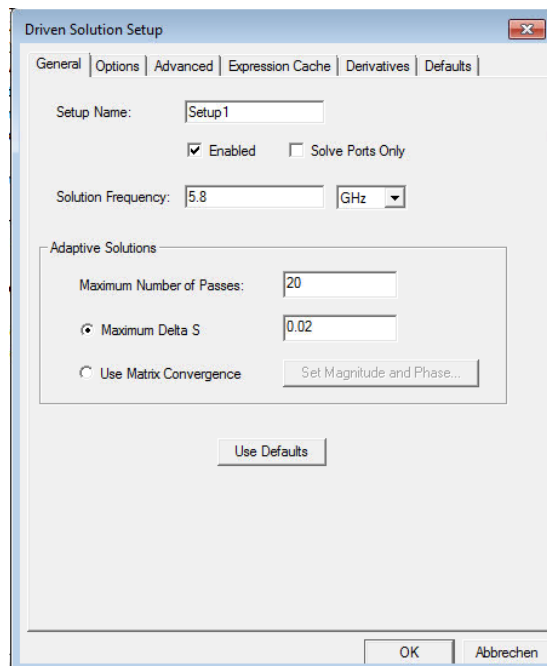 Driven Solution Setup
General Options Advanced Expression Cache Derivatives Defaults
Setup Name: Setup1
Enabled Solve Ports Only
Solution Frequency: 5.8 GHz
Adaptive Solutions
Maximum Number of Passes: 20
Maximum Delta S 0.02
Use Matrix Convergence Set Magnitude and Phase...
Use Defaults
OK Abbrechen